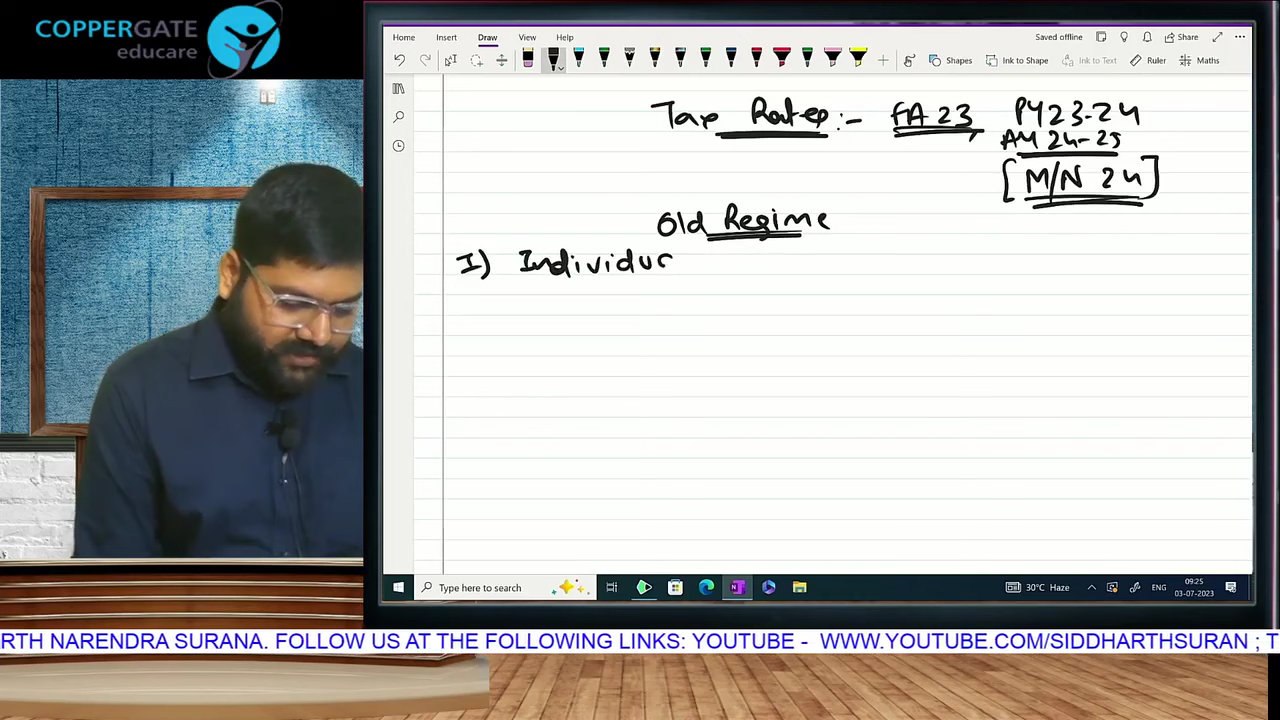 COPPERGATE
educare
Home Insert Draw View Help
Saved offline
Share
Shapes
Ink to Shape
Ink to Text
Ruler
Maths
Tax Rates :- FA 23, PY 23-24
AY 24-25
[M/N 24]
Old Regime
I) Individua
Type here to search
30°C Haze
ENG
09:25
03-07-2023
ARTH NARENDRA SURANA. FOLLOW US AT THE FOLLOWING LINKS: YOUTUBE - WWW.YOUTUBE.COM/SIDDHARTHSURAN ; T